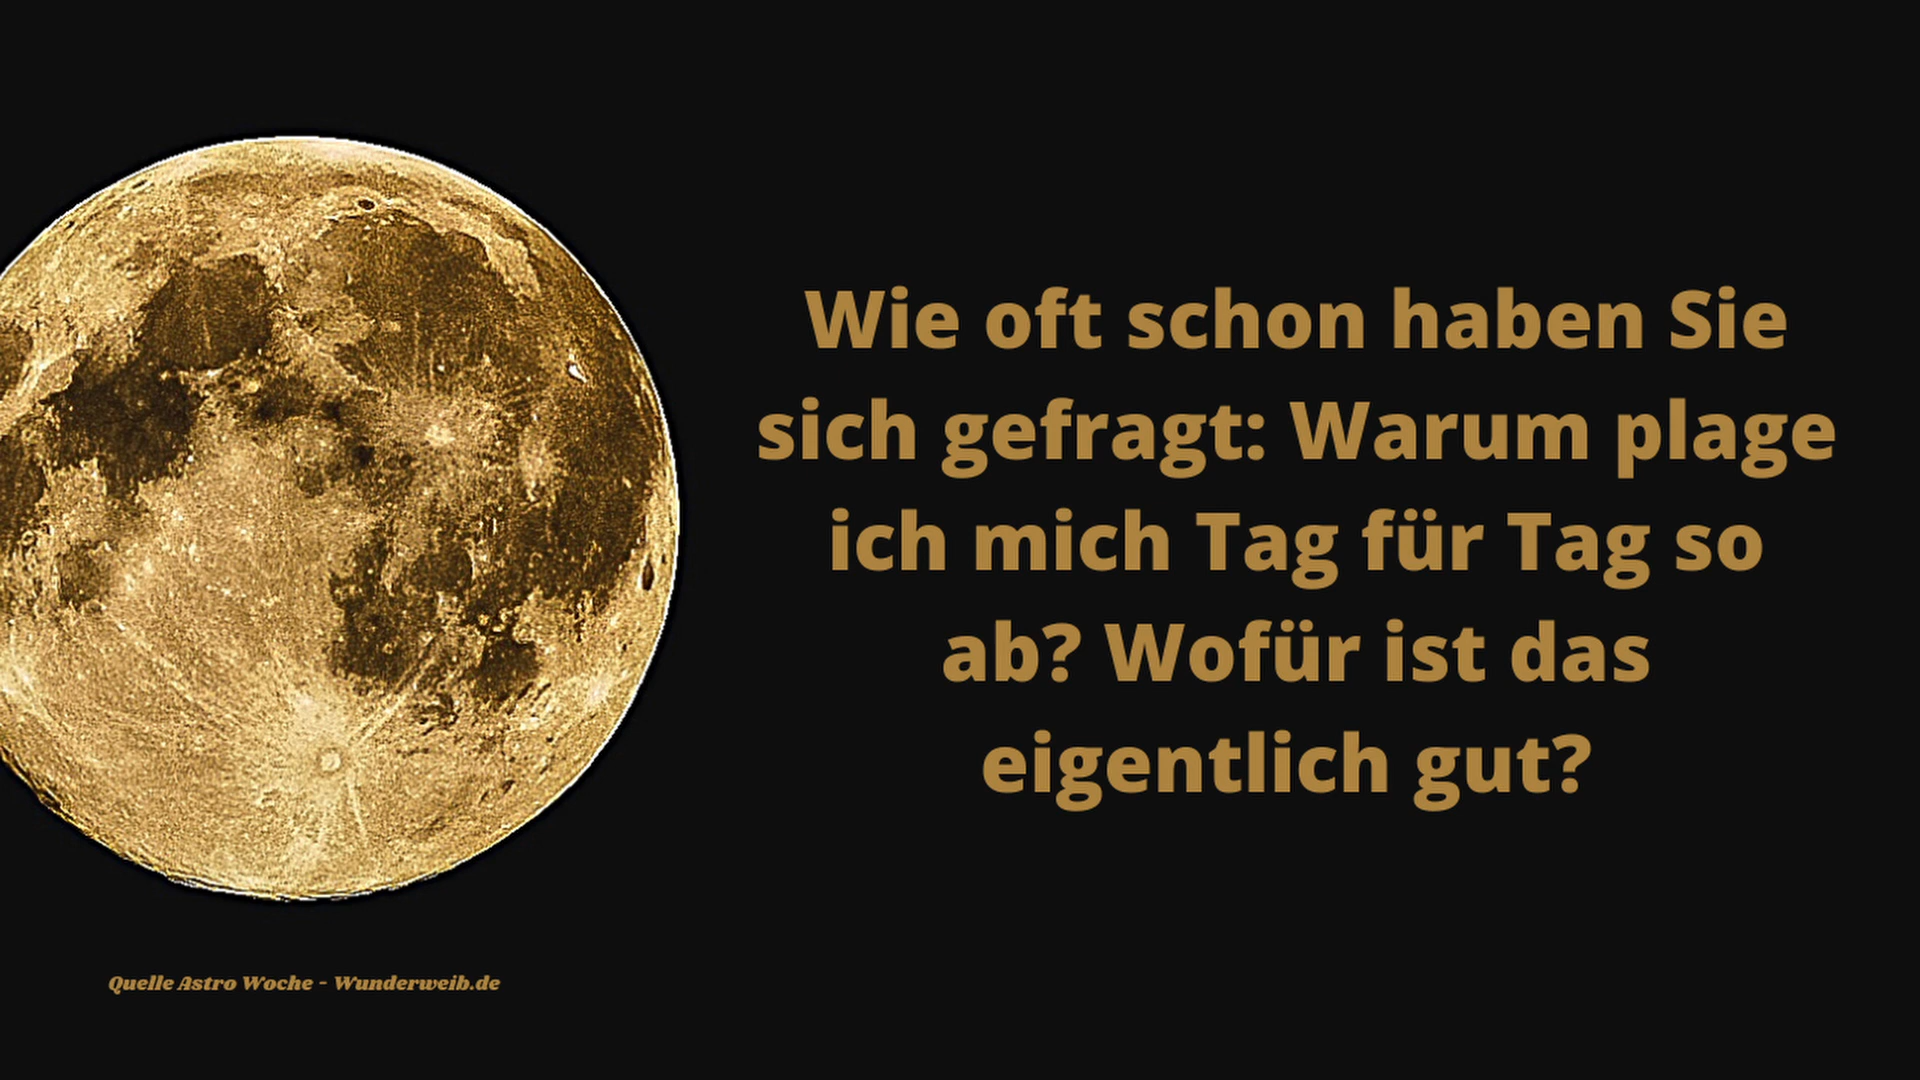 Wie oft schon haben Sie
sich gefragt: Warum plage
ich mich Tag für Tag so
ab? Wofür ist das
eigentlich gut?
Quelle Astro Woche - Wunderweib.de